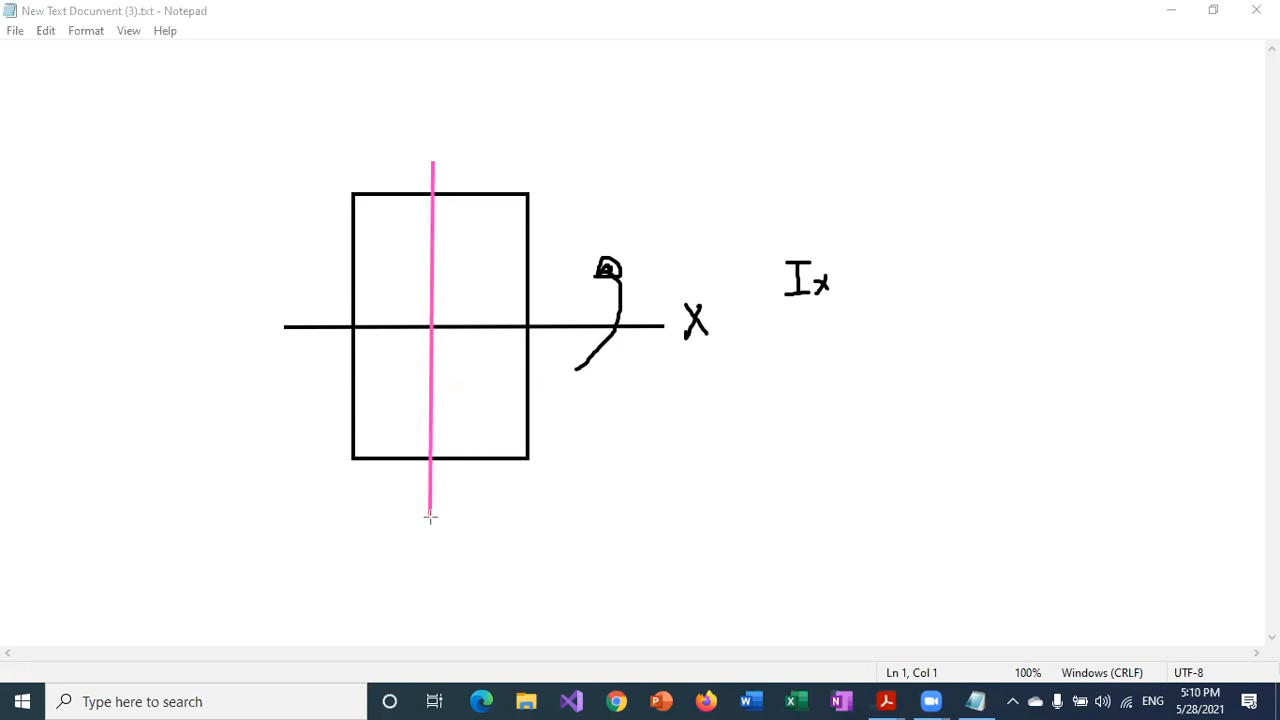 New Text Document (3).txt - Notepad
File Edit Format View Help
Ix
X
Ln 1, Col 1 100% Windows (CRLF) UTF-8
Type here to search
ENG
5:10 PM
5/28/2021